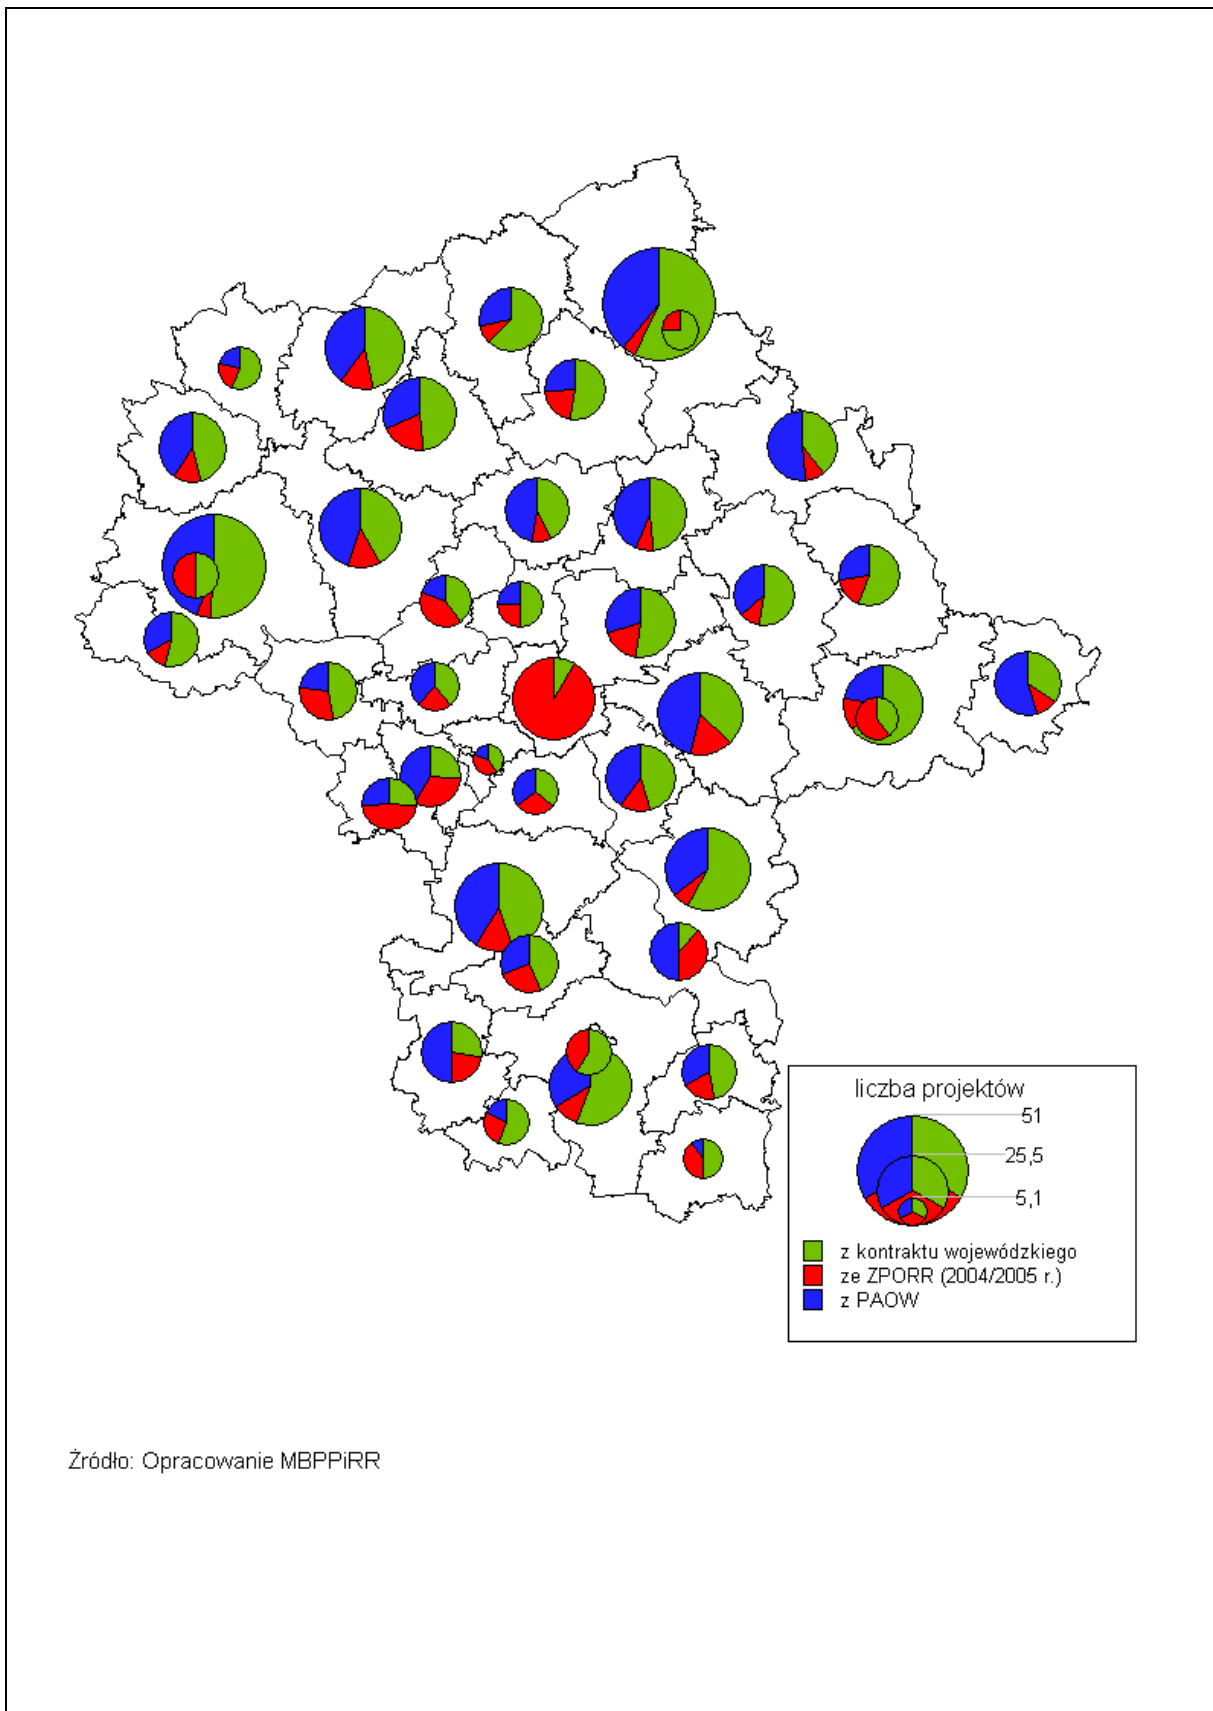 liczba projektów
51
25,5
5,1
z kontraktu wojewódzkiego
ze ZPORR (2004/2005 r.)
z PAOW
Źródło: Opracowanie MBPPiRR